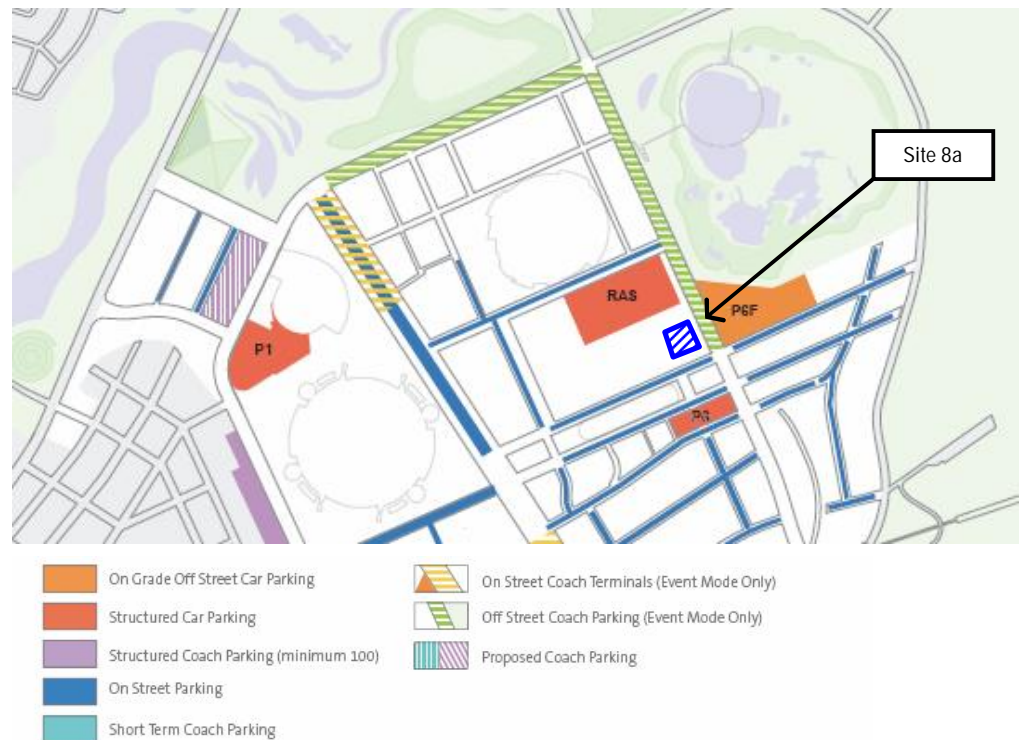 Site 8a
RAS
P6F
P1
P6
On Grade Off Street Car Parking
Structured Car Parking
Structured Coach Parking (minimum 100)
On Street Parking
Short Term Coach Parking
On Street Coach Terminals (Event Mode Only)
Off Street Coach Parking (Event Mode Only)
Proposed Coach Parking